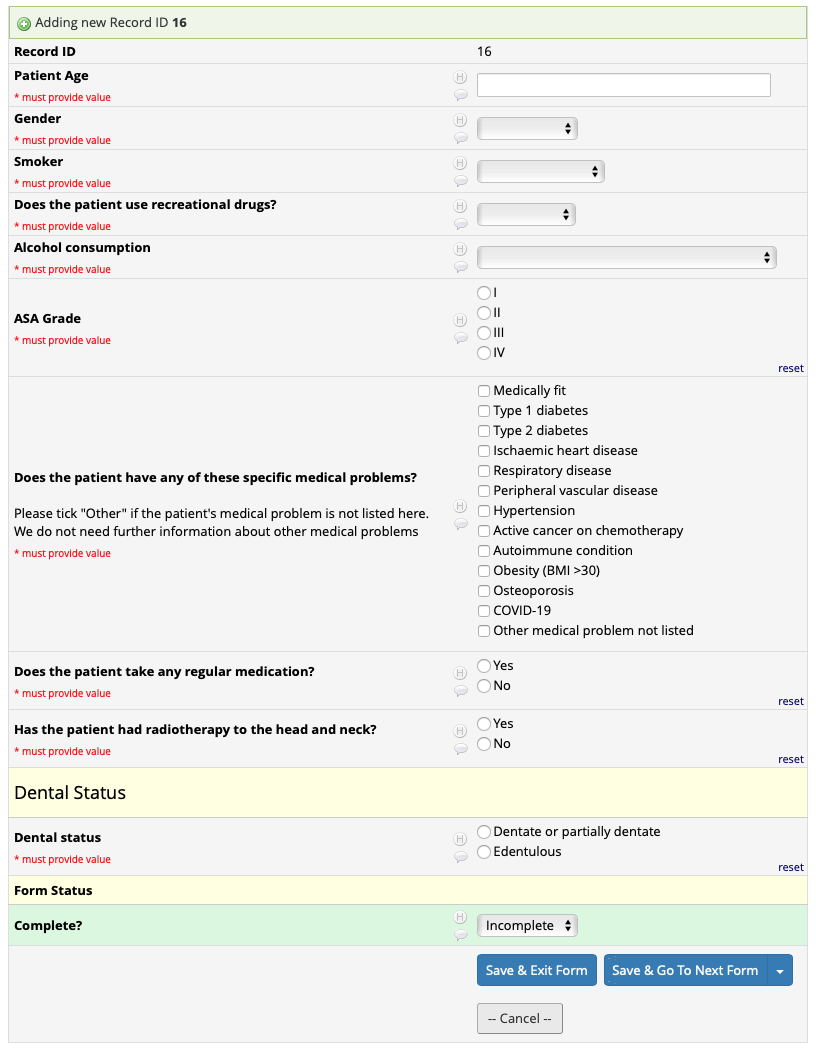 Adding new Record ID 16
Record ID 16
Patient Age
H
* must provide value
Gender
H
* must provide value
Smoker
H
* must provide value
Does the patient use recreational drugs?
H
* must provide value
Alcohol consumption
H
* must provide value
ASA Grade
* must provide value
H
I
II
III
IV
reset
Does the patient have any of these specific medical problems?
Please tick "Other" if the patient's medical problem is not listed here.
We do not need further information about other medical problems
* must provide value
H
Medically fit
Type 1 diabetes
Type 2 diabetes
Ischaemic heart disease
Respiratory disease
Peripheral vascular disease
Hypertension
Active cancer on chemotherapy
Autoimmune condition
Obesity (BMI >30)
Osteoporosis
COVID-19
Other medical problem not listed
Does the patient take any regular medication?
* must provide value
H
Yes
No
reset
Has the patient had radiotherapy to the head and neck?
* must provide value
H
Yes
No
reset
Dental Status
Dental status
* must provide value
H
Dentate or partially dentate
Edentulous
reset
Form Status
Complete?
H
Incomplete
Save & Exit Form
Save & Go To Next Form
-- Cancel --